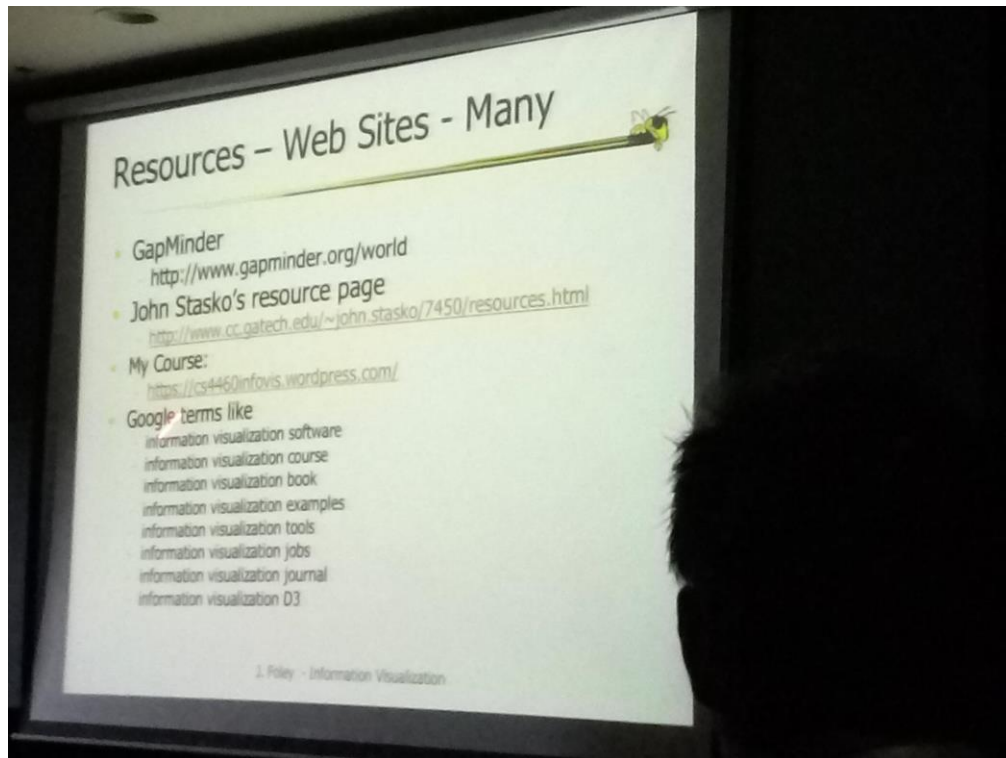 Resources – Web Sites - Many
GapMinder
http://www.gapminder.org/world
John Stasko's resource page
http://www.cc.gatech.edu/~john.stasko/7450/resources.html
My Course:
https://cs4460infovis.wordpress.com/
Google terms like
information visualization software
information visualization course
information visualization book
information visualization examples
information visualization tools
information visualization jobs
information visualization journal
information visualization D3
J. Foley - Information Visualization